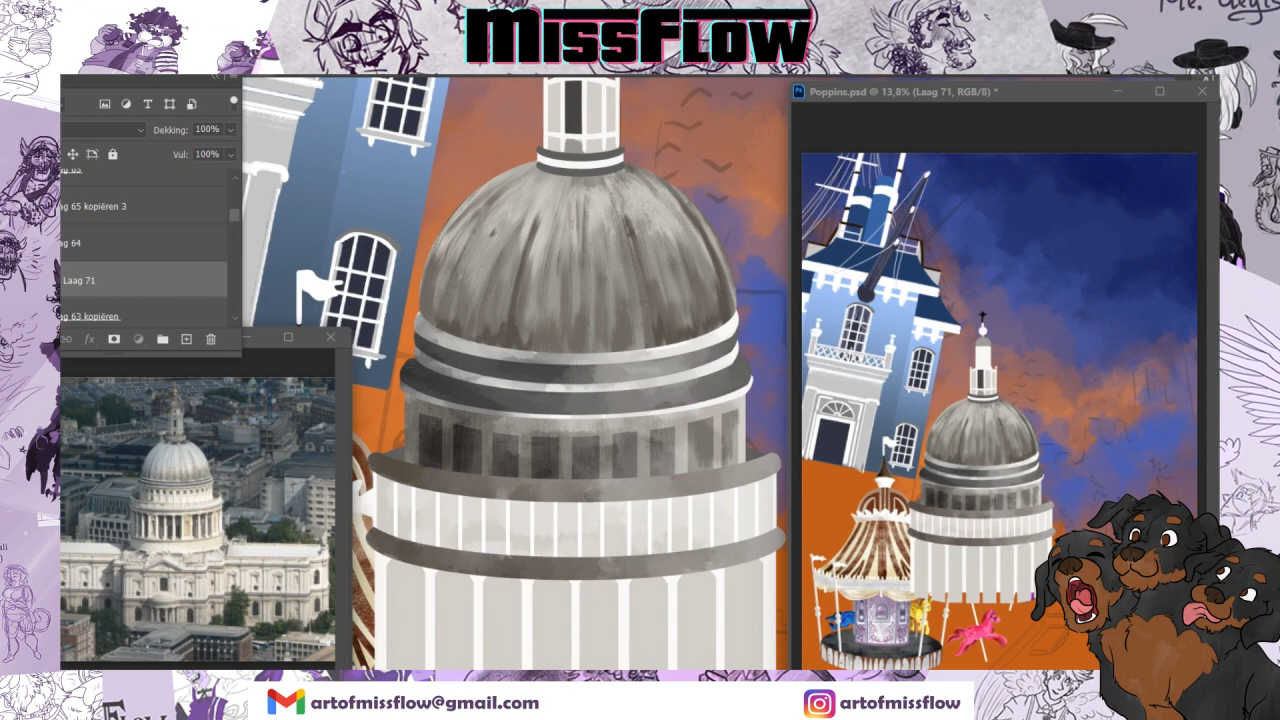 MissFlow
Poppins.psd @ 13,8% (Laag 71, RGB/8) *
Dekking: 100%
Vul: 100%
ag 65 kopiëren 3
ag 64
Laag 71
ag 63 kopiëren
fx
artofmissflow@gmail.com
artofmissflow